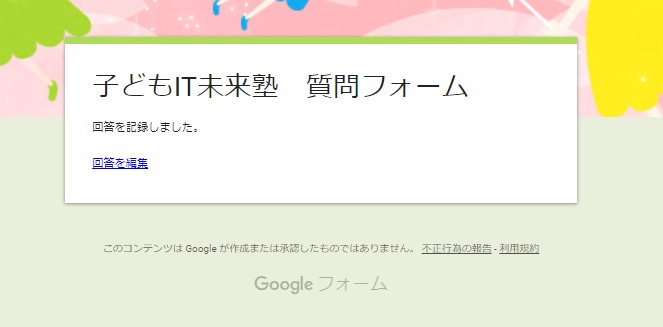 子どもIT未来塾　質問フォーム
回答を記録しました。
回答を編集
このコンテンツは Google が作成または承認したものではありません。 不正行為の報告 - 利用規約
Google フォーム